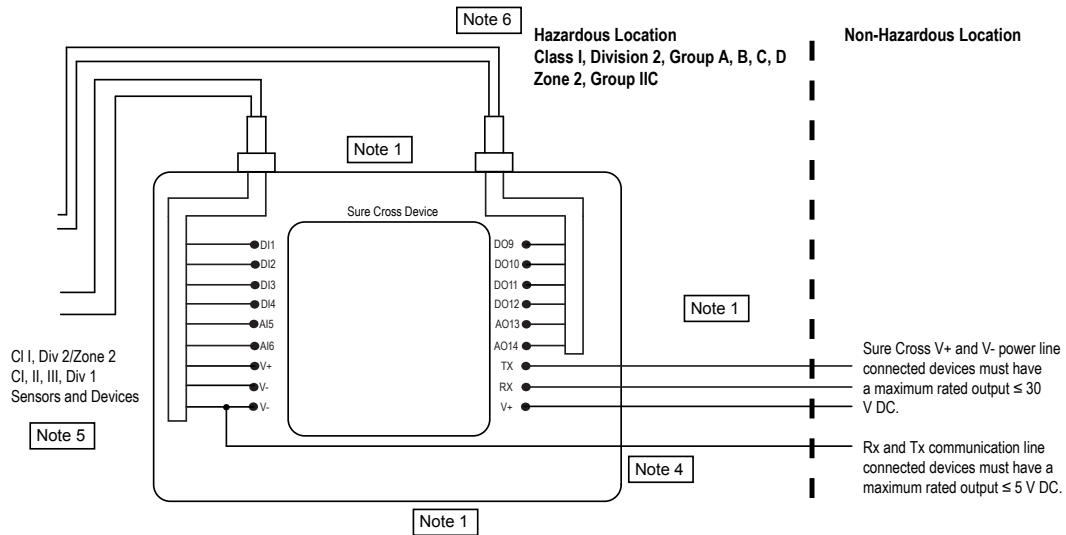 Note 6
Hazardous Location
Class I, Division 2, Group A, B, C, D
Zone 2, Group IIC
Non-Hazardous Location
Note 1
Sure Cross Device
DI1
DI2
DI3
DI4
AI5
AI6
V+
V-
V-
DO9
DO10
DO11
DO12
AO13
AO14
TX
RX
V+
Note 1
Cl I, Div 2/Zone 2
CI, II, III, Div 1
Sensors and Devices
Note 5
Sure Cross V+ and V- power line
connected devices must have
a maximum rated output ≤ 30
V DC.
Rx and Tx communication line
connected devices must have a
maximum rated output ≤ 5 V DC.
Note 4
Note 1